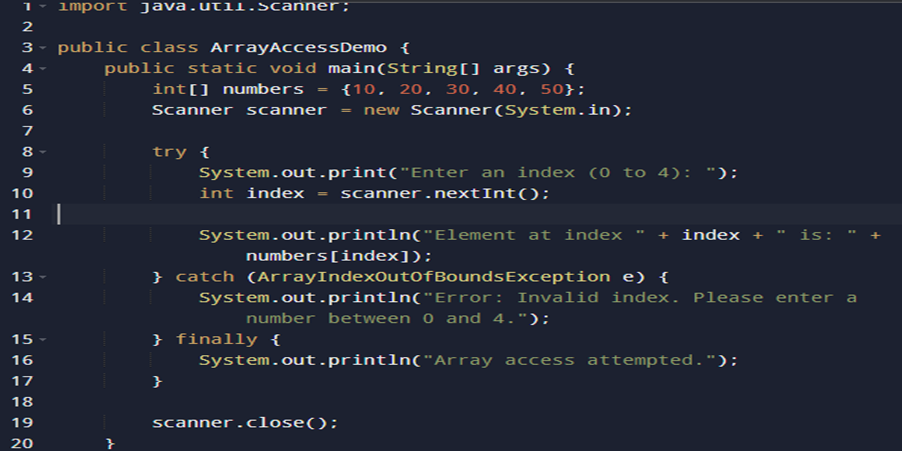 1 import java.util.Scanner;
2
3 public class ArrayAccessDemo {
4 public static void main(String[] args) {
5 int[] numbers = {10, 20, 30, 40, 50};
6 Scanner scanner = new Scanner(System.in);
7
8 try {
9 System.out.print("Enter an index (0 to 4): ");
10 int index = scanner.nextInt();
11
12 System.out.println("Element at index " + index + " is: " +
numbers[index]);
13 } catch (ArrayIndexOutOfBoundsException e) {
14 System.out.println("Error: Invalid index. Please enter a
number between 0 and 4.");
15 } finally {
16 System.out.println("Array access attempted.");
17 }
18
19 scanner.close();
20 }